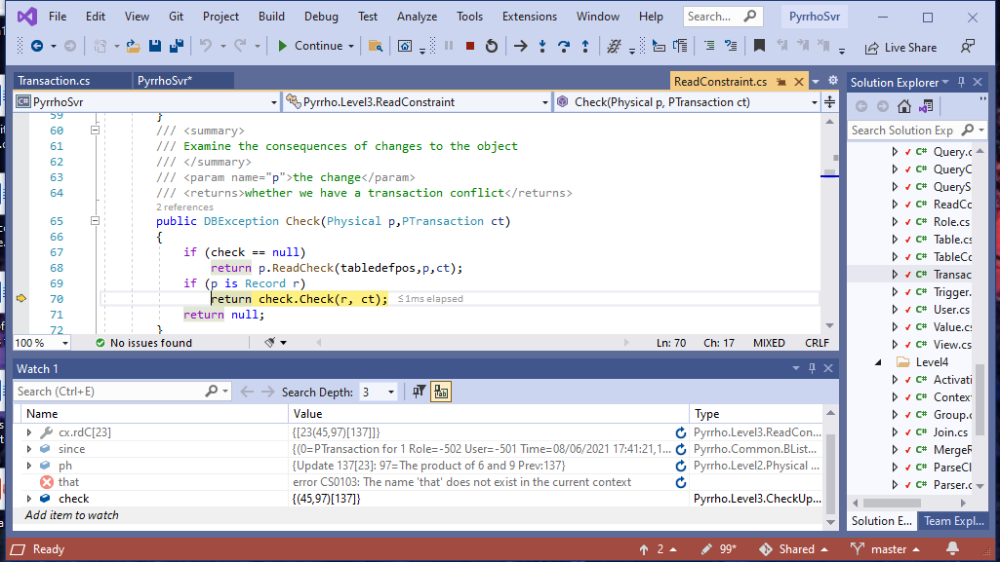 File Edit View Git Project Build Debug Test Analyze Tools Extensions Window Help Search... PyrrhoSvr
Continue Live Share
Transaction.cs PyrrhoSvr* ReadConstraint.cs
C# PyrrhoSvr Pyrrho.Level3.ReadConstraint Check(Physical p, PTransaction ct)
59 }
60 /// <summary>
61 /// Examine the consequences of changes to the object
62 /// </summary>
63 /// <param name="p">the change</param>
64 /// <returns>whether we have a transaction conflict</returns>
2 references
65 public DBException Check(Physical p,PTransaction ct)
66 {
67 if (check == null)
68 return p.ReadCheck(tabledefpos,p,ct);
69 if (p is Record r)
70 return check.Check(r, ct); ≤1ms elapsed
71 return null;
72 }
100 % No issues found Ln: 70 Ch: 17 MIXED CRLF
Watch 1
Search (Ctrl+E) Search Depth: 3
Name Value Type
cx.rdC[23] {{23(45,97)[137]}} Pyrrho.Level3.ReadCon...
since {(0=PTransaction for 1 Role=-502 User=-501 Time=08/06/2021 17:41:21,1... Pyrrho.Common.BList...
ph {Update 137[23]: 97=The product of 6 and 9 Prev:137} Pyrrho.Level2.Physical ...
that error CS0103: The name 'that' does not exist in the current context
check {(45,97)[137]} Pyrrho.Level3.CheckUp...
Add item to watch
Solution Explorer
Search Solution Exp
C# Query.c
C# QueryC
C# QueryS
C# ReadCo
C# Role.cs
C# Table.cs
C# TableCo
C# Transac
C# Trigger.
C# User.cs
C# Value.cs
C# View.cs
Level4
C# Activati
C# Context
C# Group.c
C# Join.cs
C# MergeR
C# ParseCl
C# Parser.c
Solution E... Team Expl...
Ready 2 99* Shared master